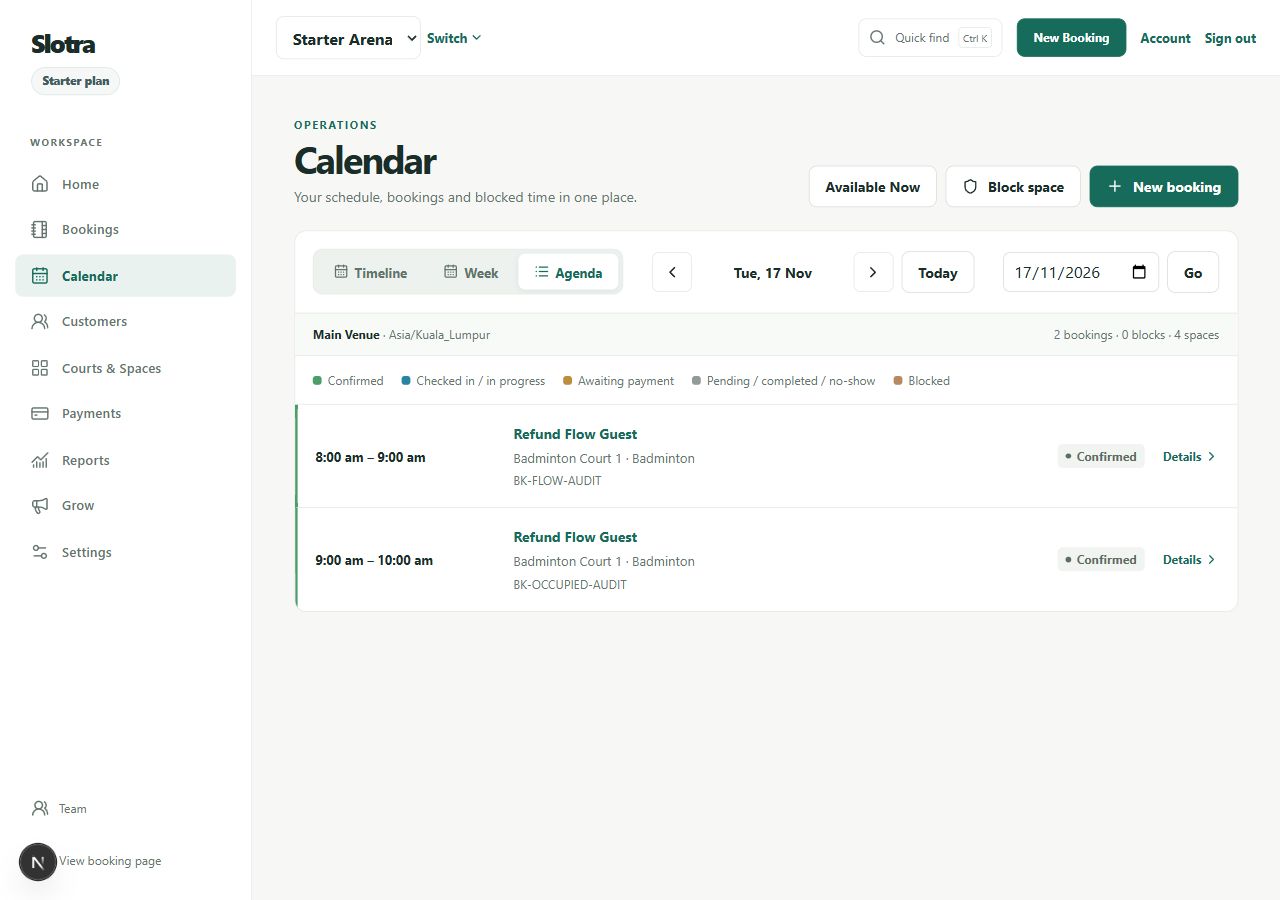 Slotra
Starter plan
WORKSPACE
Home
Bookings
Calendar
Customers
Courts & Spaces
Payments
Reports
Grow
Settings
Team
N
View booking page
Starter Arena
Switch
Quick find
Ctrl K
New Booking
Account
Sign out
OPERATIONS
Calendar
Your schedule, bookings and blocked time in one place.
Available Now
Block space
New booking
Timeline
Week
Agenda
Tue, 17 Nov
Today
17/11/2026
Go
Main Venue · Asia/Kuala_Lumpur
2 bookings · 0 blocks · 4 spaces
Confirmed
Checked in / in progress
Awaiting payment
Pending / completed / no-show
Blocked
8:00 am – 9:00 am
Refund Flow Guest
Badminton Court 1 · Badminton
BK-FLOW-AUDIT
Confirmed
Details
9:00 am – 10:00 am
Refund Flow Guest
Badminton Court 1 · Badminton
BK-OCCUPIED-AUDIT
Confirmed
Details